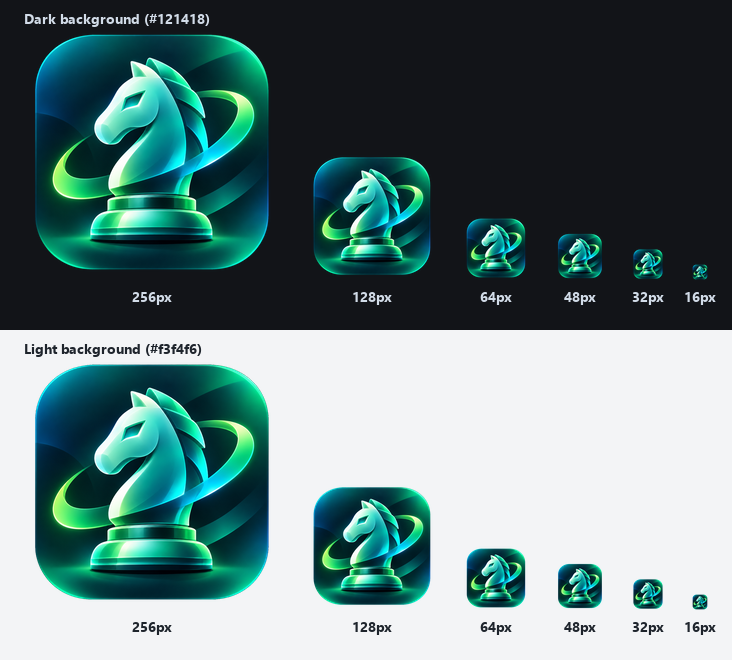 Dark background (#121418)
256px
128px
64px
48px
32px
16px
Light background (#f3f4f6)
256px
128px
64px
48px
32px
16px